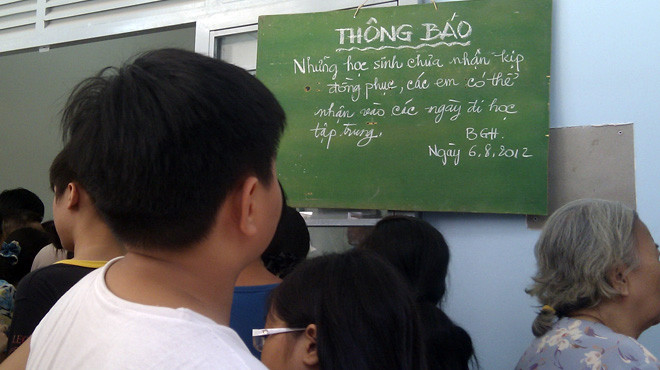 THÔNG BÁO
Những học sinh chưa nhận kịp
đồng phục, các em có thể
nhận vào các ngày đi học
tập trung.
BGH.
Ngày 6.8.2012